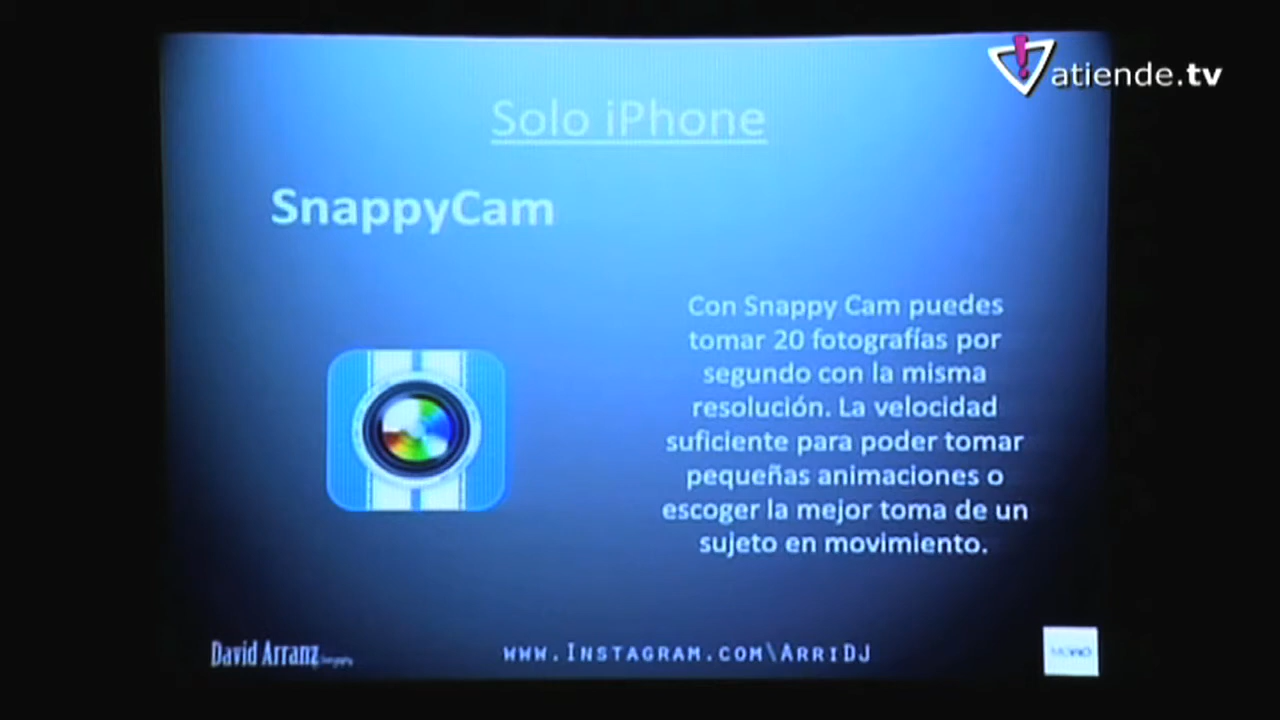 atiende.tv
Solo iPhone
SnappyCam
Con Snappy Cam puedes
tomar 20 fotografías por
segundo con la misma
resolución. La velocidad
suficiente para poder tomar
pequeñas animaciones o
escoger la mejor toma de un
sujeto en movimiento.
David Arranz
www.Instagram.com\ArriDJ